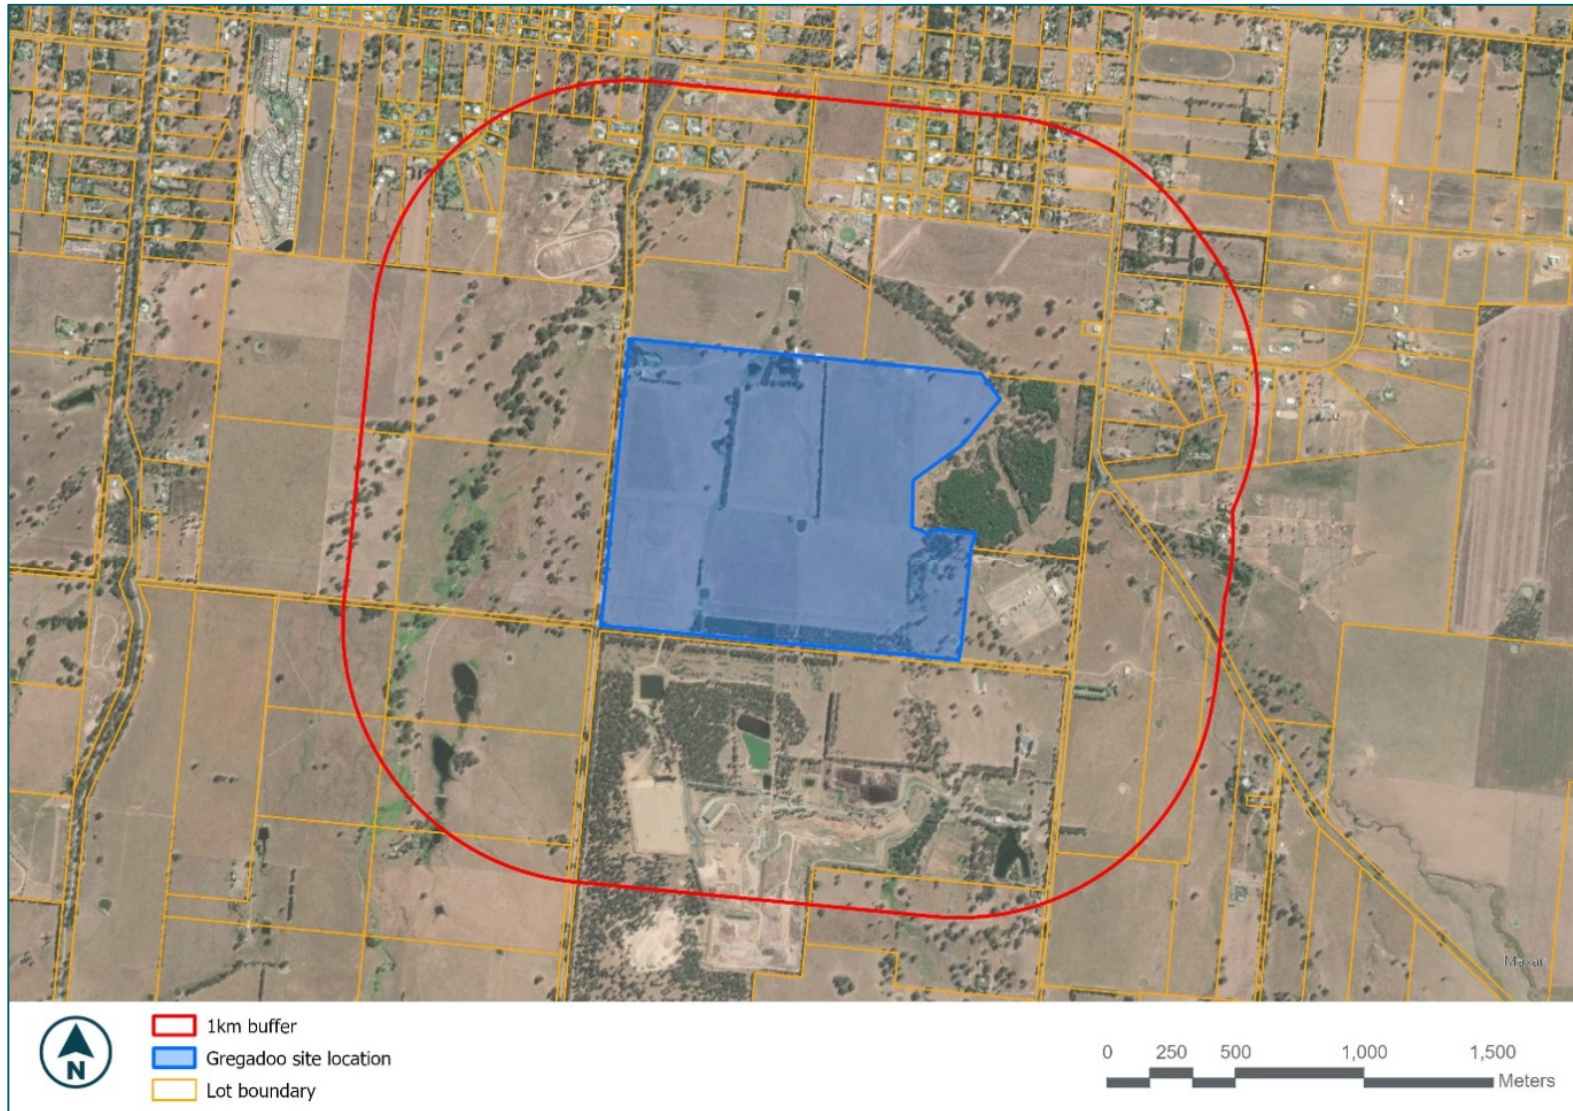 Maxar
N
1km buffer
Gregadoo site location
Lot boundary
0 250 500 1,000 1,500
Meters